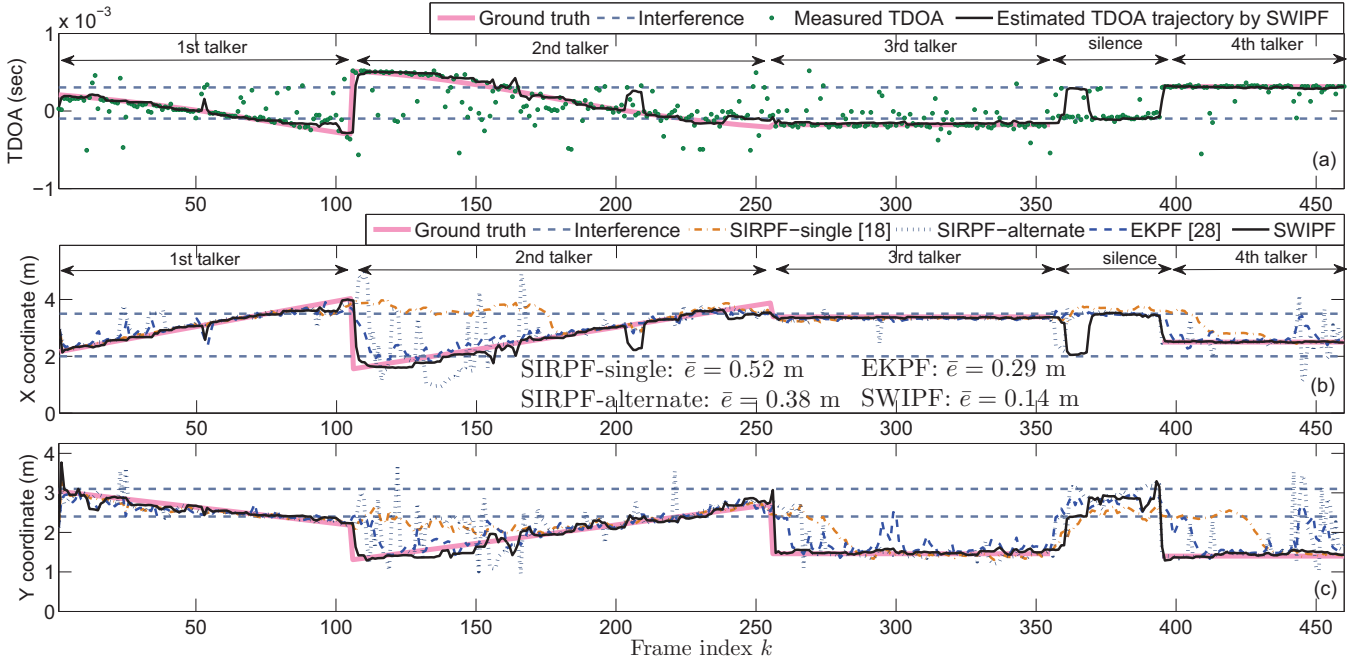 × 10⁻³
Ground truth Interference Measured TDOA Estimated TDOA trajectory by SWIPF
1st talker 2nd talker 3rd talker silence 4th talker
TDOA (sec)
1
0
−1
(a)
50 100 150 200 250 300 350 400 450
Ground truth Interference SIRPF−single [18] SIRPF−alternate EKPF [28] SWIPF
1st talker 2nd talker 3rd talker silence 4th talker
X coordinate (m)
4
2
0
SIRPF-single: ē = 0.52 m EKPF: ē = 0.29 m
SIRPF-alternate: ē = 0.38 m SWIPF: ē = 0.14 m
(b)
50 100 150 200 250 300 350 400 450
Y coordinate (m)
4
3
2
1
0
(c)
50 100 150 200 250 300 350 400 450
Frame index k